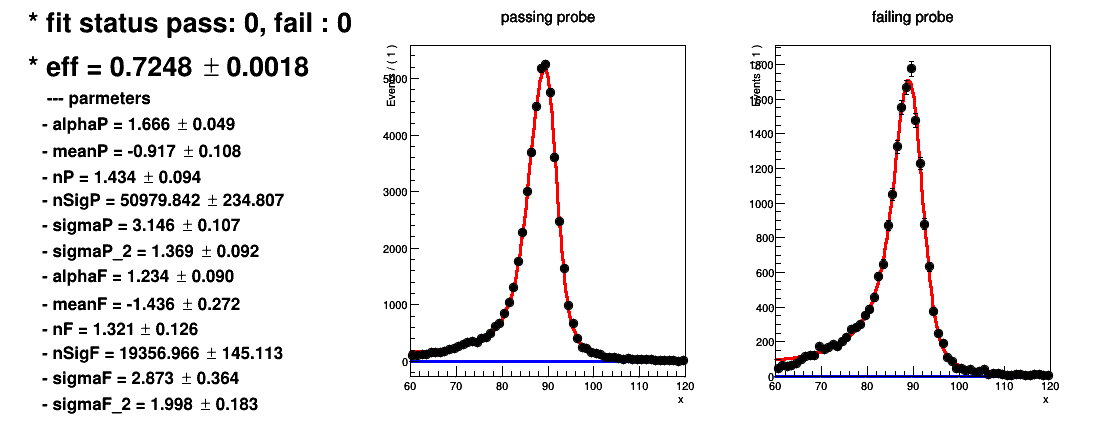 * fit status pass: 0, fail : 0
* eff = 0.7248 ± 0.0018
--- parmeters
- alphaP = 1.666 ± 0.049
- meanP = -0.917 ± 0.108
- nP = 1.434 ± 0.094
- nSigP = 50979.842 ± 234.807
- sigmaP = 3.146 ± 0.107
- sigmaP_2 = 1.369 ± 0.092
- alphaF = 1.234 ± 0.090
- meanF = -1.436 ± 0.272
- nF = 1.321 ± 0.126
- nSigF = 19356.966 ± 145.113
- sigmaF = 2.873 ± 0.364
- sigmaF_2 = 1.998 ± 0.183
passing probe
Events / ( 1 )
5000
4000
3000
2000
1000
0
60 70 80 90 100 110 120
x
failing probe
Events / ( 1 )
1800
1600
1400
1200
1000
800
600
400
200
0
60 70 80 90 100 110 120
x